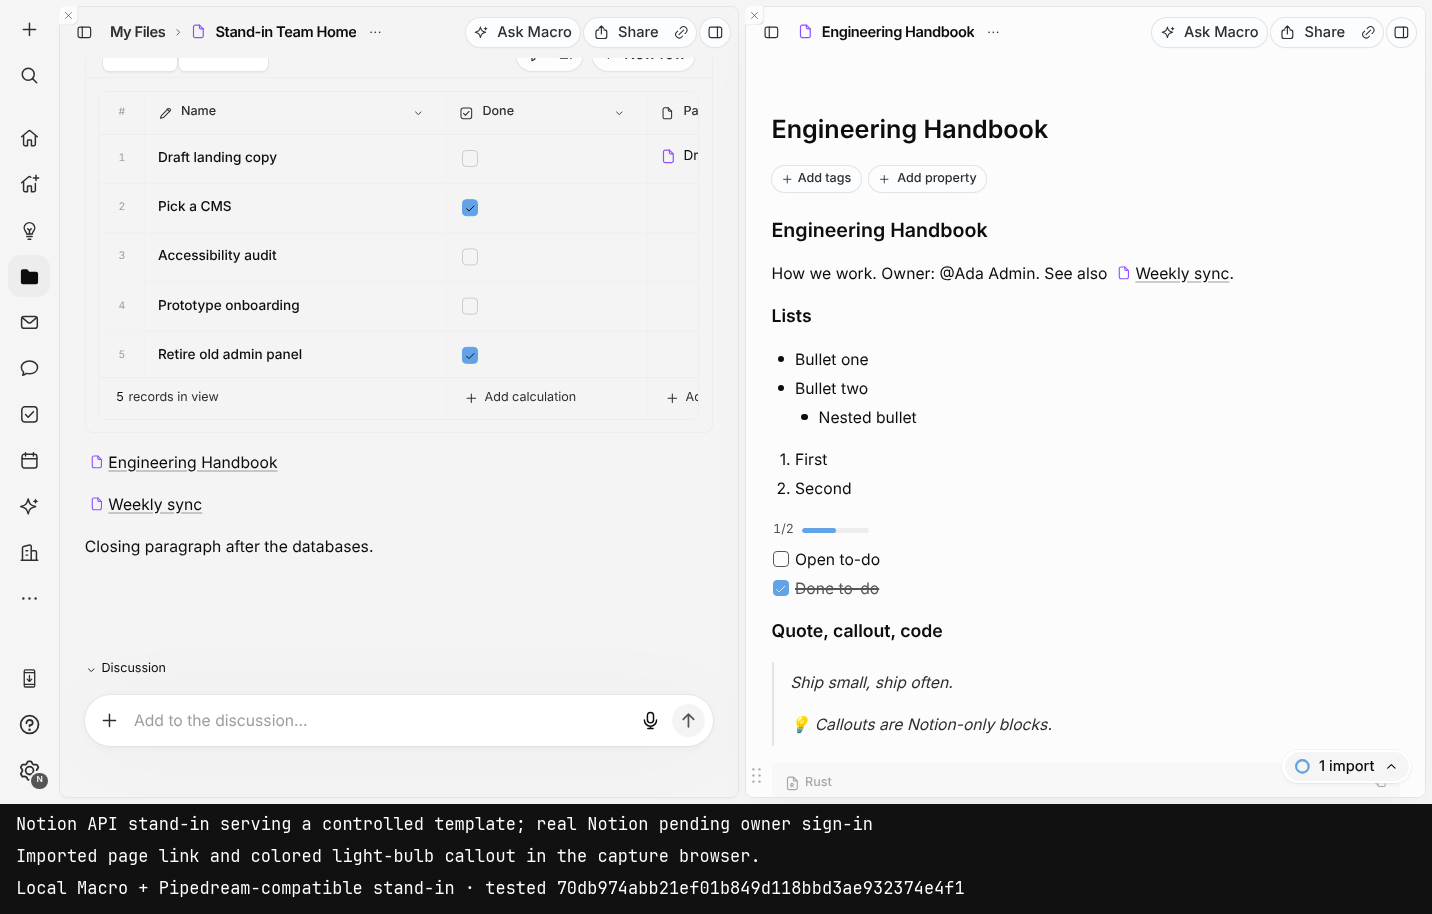 My Files
Stand-in Team Home
Ask Macro
Share
# Name Done Pa
1 Draft landing copy Dr
2 Pick a CMS
3 Accessibility audit
4 Prototype onboarding
5 Retire old admin panel
5 records in view
Add calculation
Engineering Handbook
Weekly sync
Closing paragraph after the databases.
Discussion
Add to the discussion...
N
Engineering Handbook
Ask Macro
Share
Engineering Handbook
Add tags
Add property
Engineering Handbook
How we work. Owner: @Ada Admin. See also Weekly sync.
Lists
Bullet one
Bullet two
Nested bullet
1. First
2. Second
1/2
Open to-do
Done to-do
Quote, callout, code
Ship small, ship often.
💡 Callouts are Notion-only blocks.
Rust
1 import
Notion API stand-in serving a controlled template; real Notion pending owner sign-in
Imported page link and colored light-bulb callout in the capture browser.
Local Macro + Pipedream-compatible stand-in · tested 70db974abb21ef01b849d118bbd3ae932374e4f1